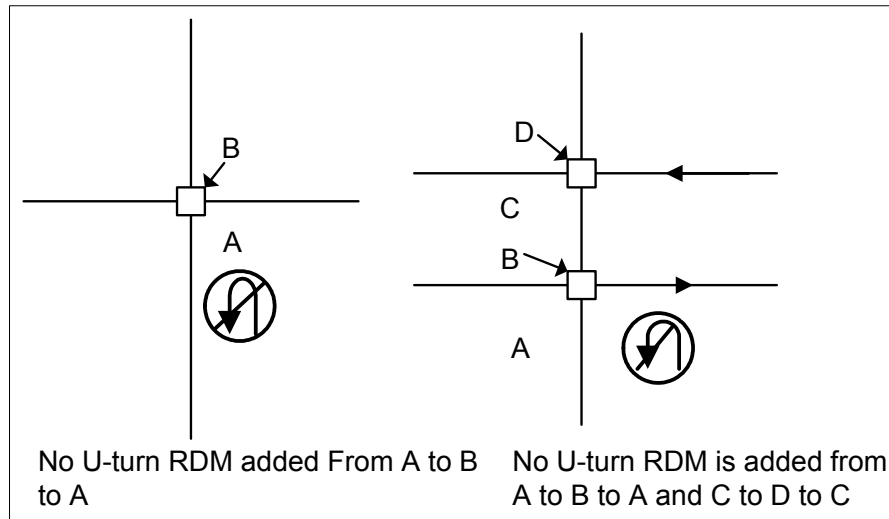 B
A
No U-turn RDM added From A to B
to A
D
C
B
A
No U-turn RDM is added from
A to B to A and C to D to C